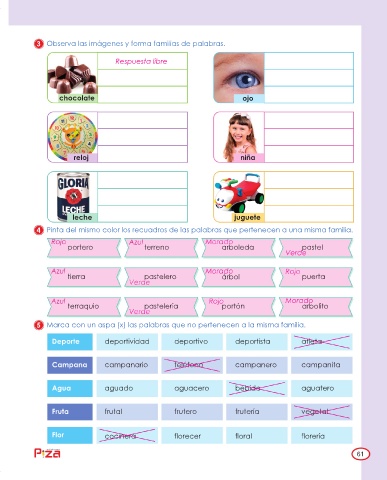 3 Observa las imágenes y forma familias de palabras.
Respuesta libre
chocolate
ojo
reloj
niña
GLORIA
LECHE
leche
juguete
4 Pinta del mismo color los recuadros de las palabras que pertenecen a una misma familia.
Rojo Azul Morado
portero terreno arboleda pastel
Verde
Azul Morado Rojo
tierra pastelero árbol puerta
Verde
Azul Rojo Morado
terráqueo pastelería portón arbolito
Verde
5 Marca con un aspa (x) las palabras que no pertenecen a la misma familia.
Deporte deportividad deportivo deportista atleta
Campana campanario campanero campanita
Agua aguado aguacero bebida aguatero
Fruta frutal frutero frutería vegetal
Flor cocinera florecer floral florería
61